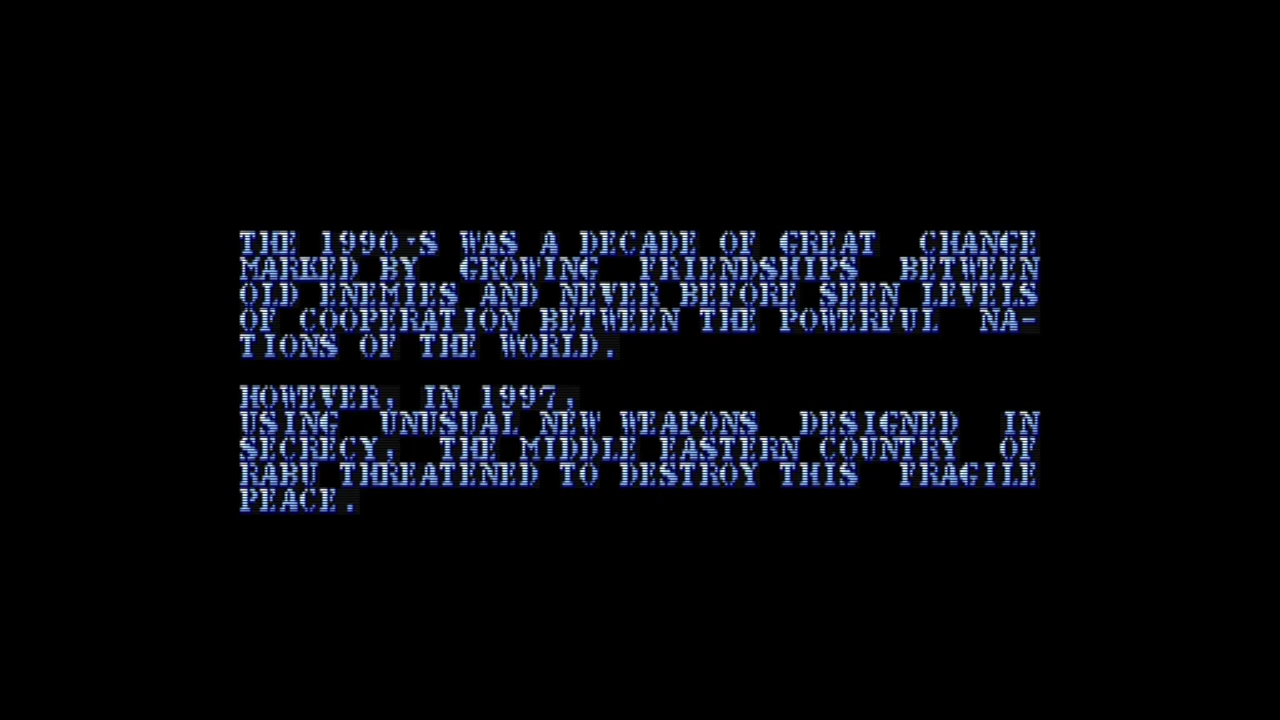 THE 1990'S WAS A DECADE OF GREAT CHANGE
MARKED BY GROWING FRIENDSHIPS BETWEEN
OLD ENEMIES AND NEVER BEFORE SEEN LEVELS
OF COOPERATION BETWEEN THE POWERFUL NA-
TIONS OF THE WORLD.
HOWEVER, IN 1997,
USING UNUSUAL NEW WEAPONS DESIGNED IN
SECRECY, THE MIDDLE EASTERN COUNTRY OF
RABU THREATENED TO DESTROY THIS FRAGILE
PEACE.